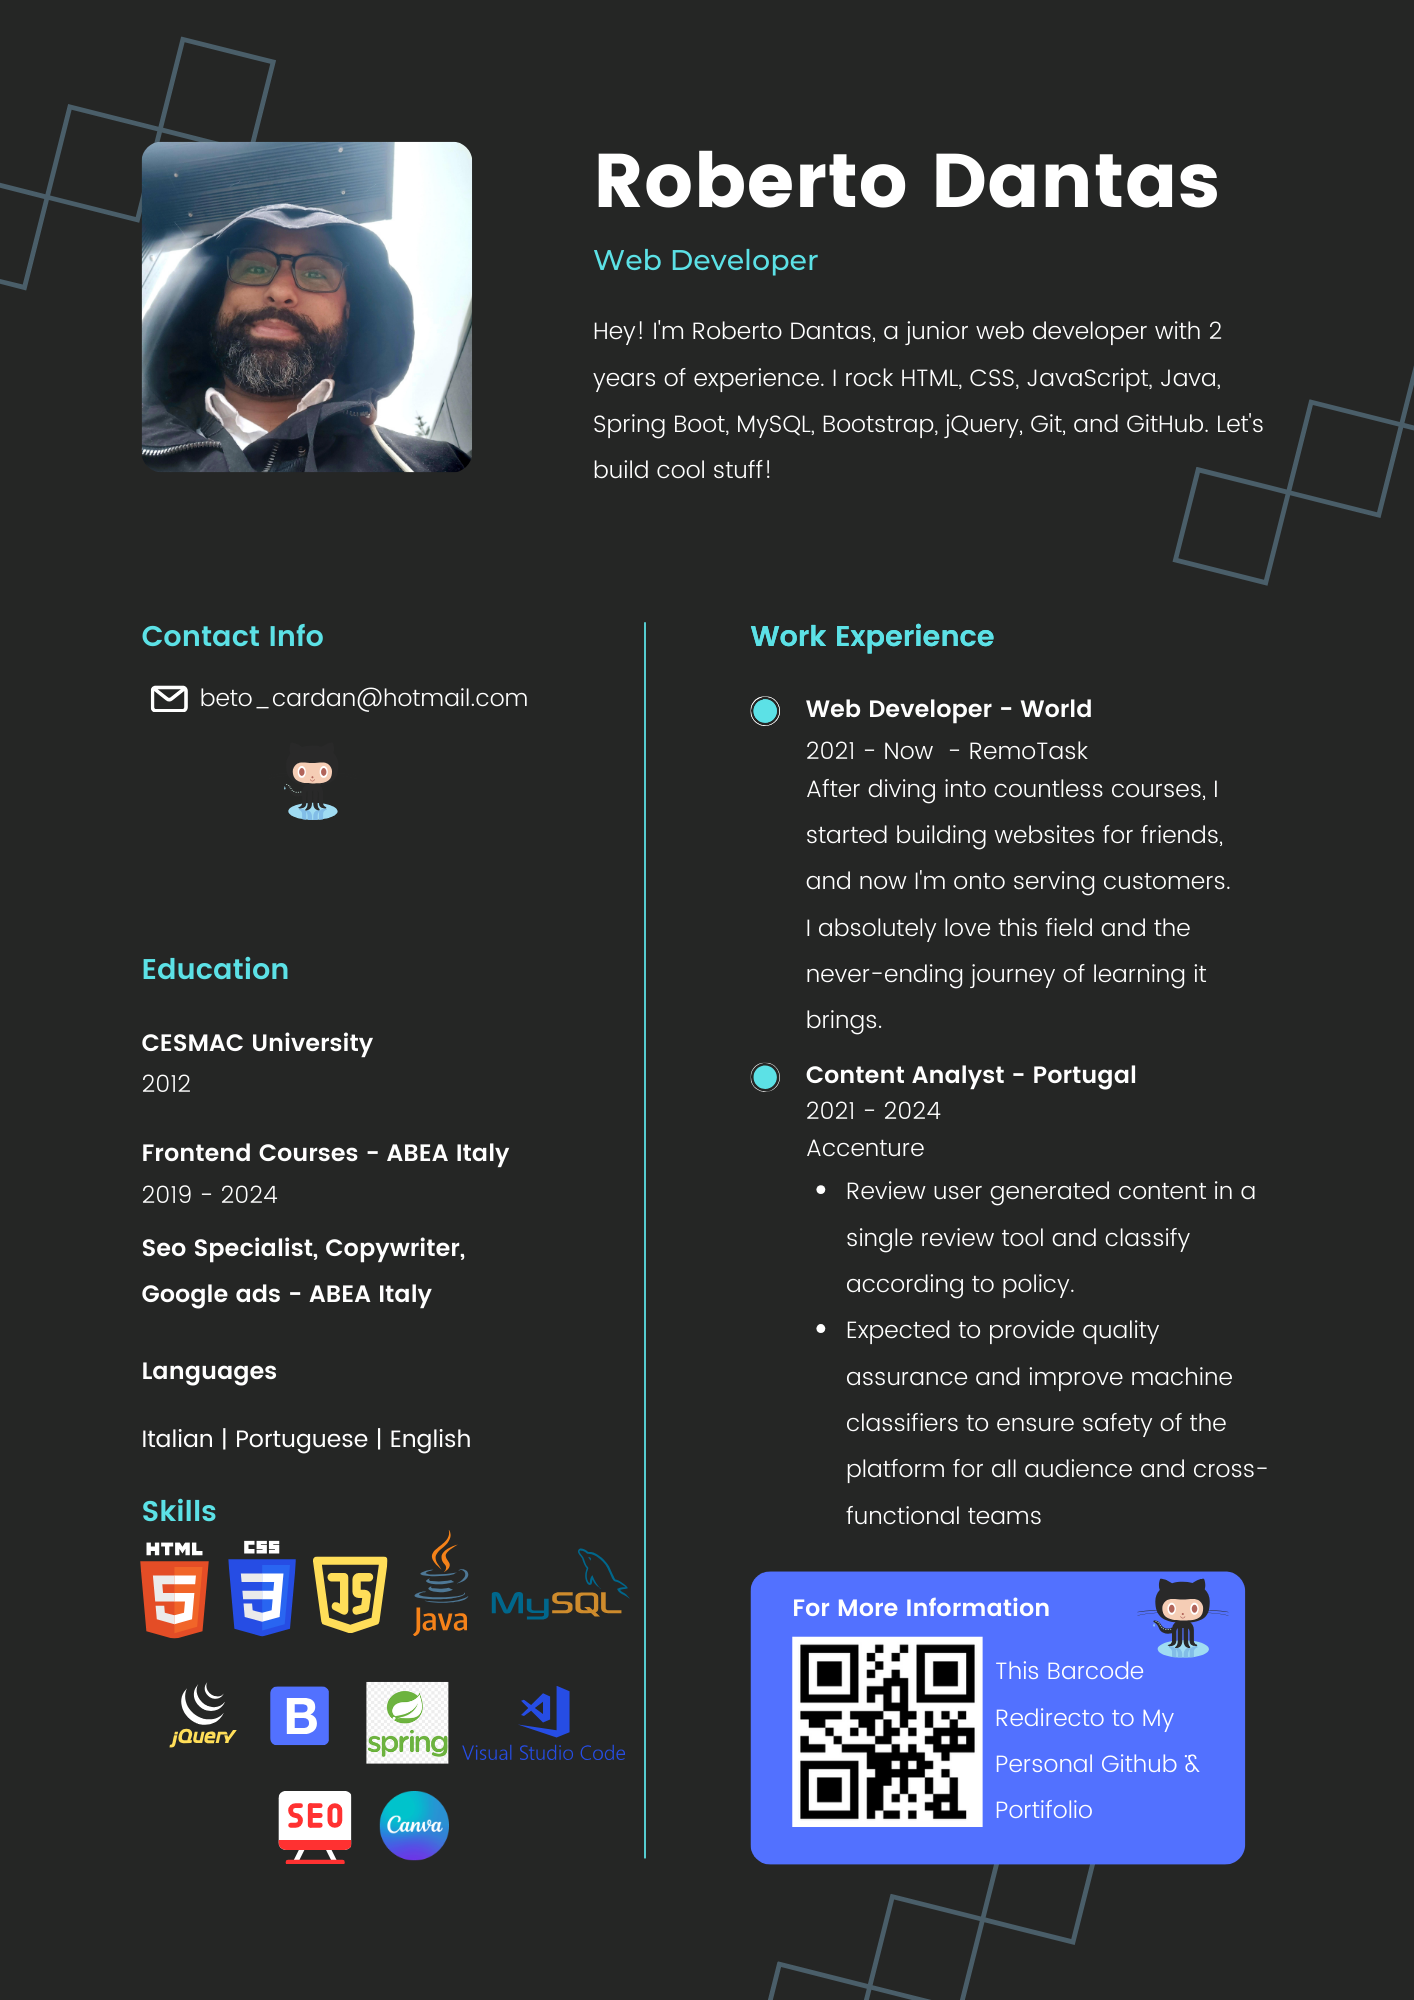 Roberto Dantas
Web Developer
Hey! I'm Roberto Dantas, a junior web developer with 2
years of experience. I rock HTML, CSS, JavaScript, Java,
Spring Boot, MySQL, Bootstrap, jQuery, Git, and GitHub. Let's
build cool stuff!
Contact Info
beto_cardan@hotmail.com
Education
CESMAC University
2012
Frontend Courses - ABEA Italy
2019 - 2024
Seo Specialist, Copywriter,
Google ads - ABEA Italy
Languages
Italian | Portuguese | English
Skills
HTML
5
CSS
3
JS
Java
MySQL
jQuery
B
spring
Visual Studio Code
SEO
Canva
Work Experience
Web Developer - World
2021 - Now - RemoTask
After diving into countless courses, I
started building websites for friends,
and now I'm onto serving customers.
I absolutely love this field and the
never-ending journey of learning it
brings.
Content Analyst - Portugal
2021 - 2024
Accenture
• Review user generated content in a
single review tool and classify
according to policy.
• Expected to provide quality
assurance and improve machine
classifiers to ensure safety of the
platform for all audience and cross-
functional teams
For More Information
This Barcode
Redirecto to My
Personal Github &
Portifolio